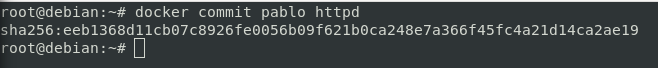 root@debian:~# docker commit pablo httpd
sha256:eeb1368d11cb07c8926fe0056b09f621b0ca248e7a366f45fc4a21d14ca2ae19
root@debian:~#